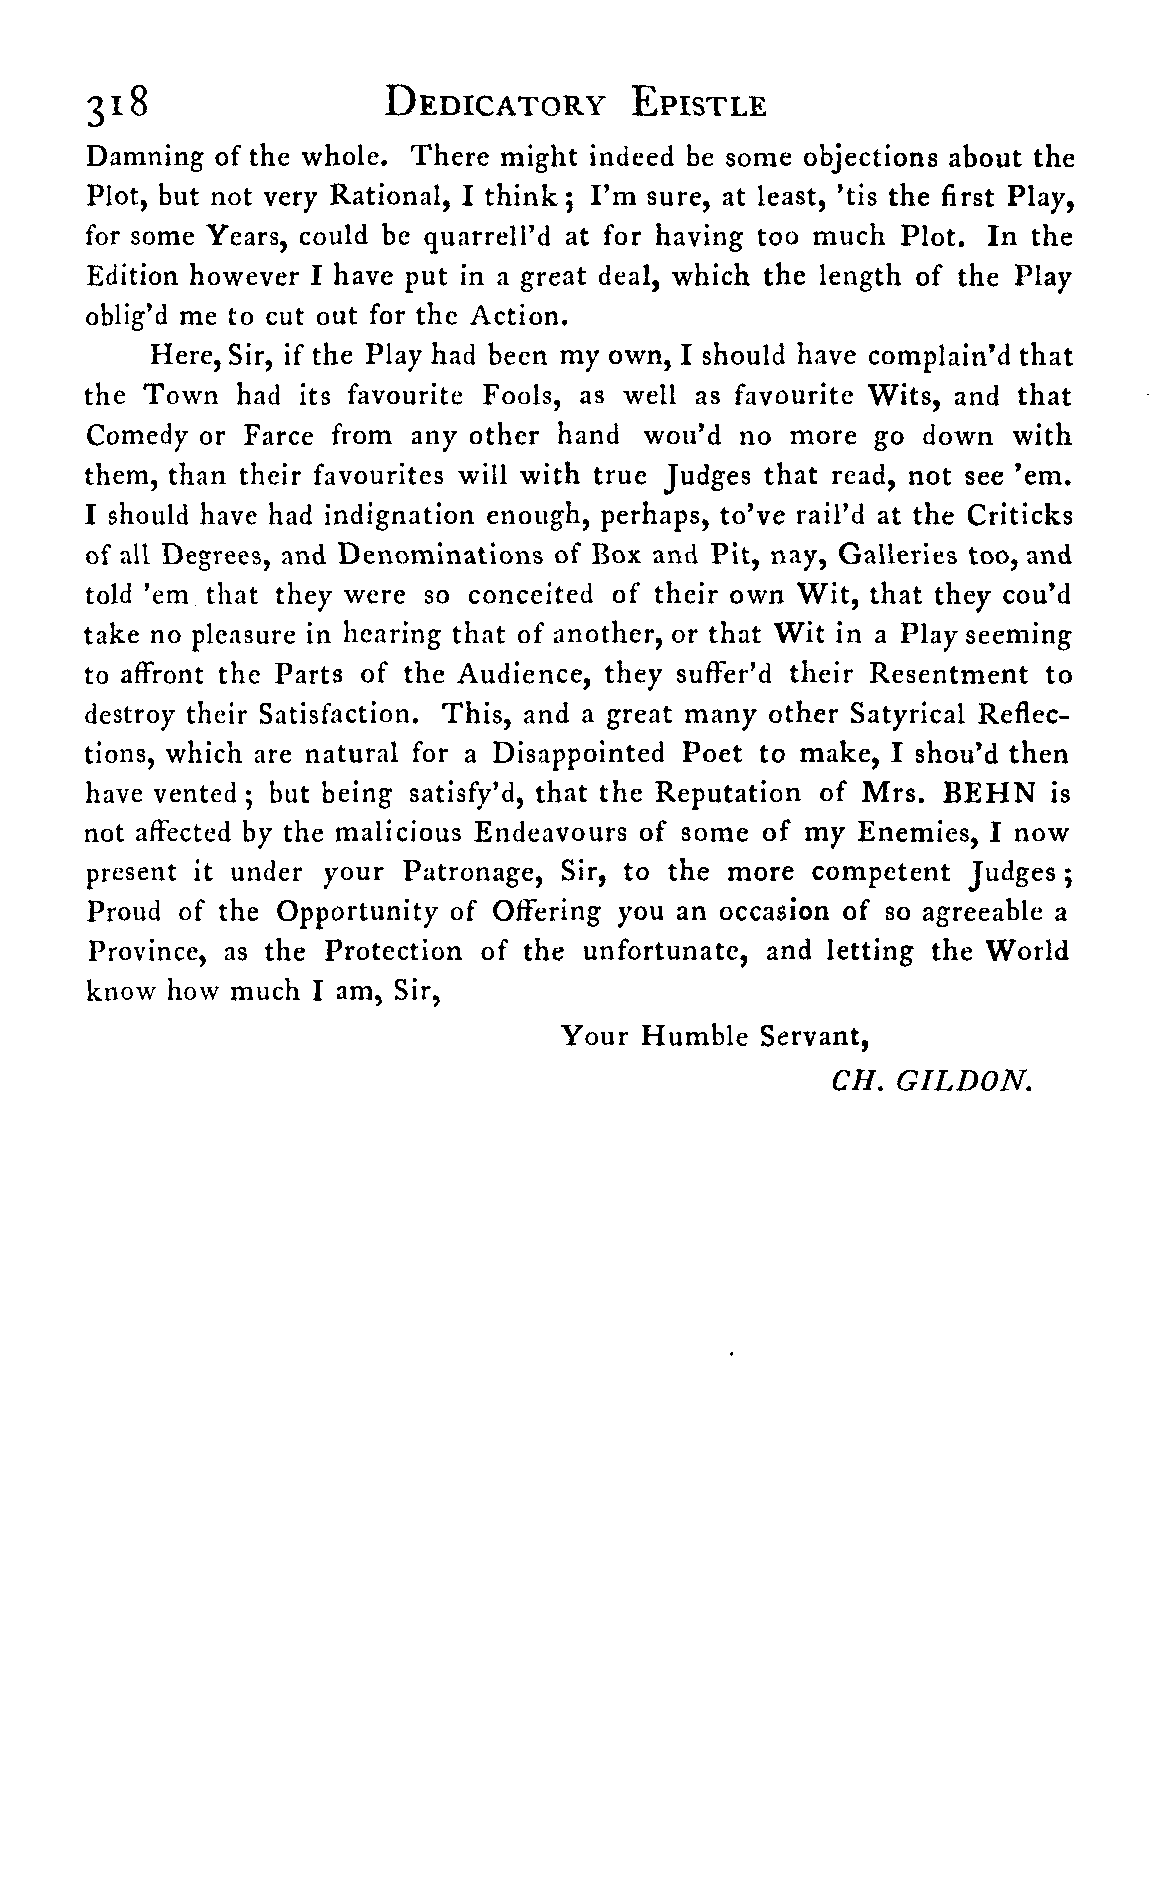 318 DEDICATORY EPISTLE
Damning of the whole. There might indeed be some objections about the
Plot, but not very Rational, I think; I'm sure, at least, 'tis the first Play,
for some Years, could be quarrell'd at for having too much Plot. In the
Edition however I have put in a great deal, which the length of the Play
oblig'd me to cut out for the Action.
Here, Sir, if the Play had been my own, I should have complain'd that
the Town had its favourite Fools, as well as favourite Wits, and that
Comedy or Farce from any other hand wou'd no more go down with
them, than their favourites will with true Judges that read, not see 'em.
I should have had indignation enough, perhaps, to've rail'd at the Criticks
of all Degrees, and Denominations of Box and Pit, nay, Galleries too, and
told 'em that they were so conceited of their own Wit, that they cou'd
take no pleasure in hearing that of another, or that Wit in a Play seeming
to affront the Parts of the Audience, they suffer'd their Resentment to
destroy their Satisfaction. This, and a great many other Satyrical Reflec-
tions, which are natural for a Disappointed Poet to make, I shou'd then
have vented; but being satisfy'd, that the Reputation of Mrs. BEHN is
not affected by the malicious Endeavours of some of my Enemies, I now
present it under your Patronage, Sir, to the more competent Judges;
Proud of the Opportunity of Offering you an occasion of so agreeable a
Province, as the Protection of the unfortunate, and letting the World
know how much I am, Sir,
Your Humble Servant,
CH. GILDON.